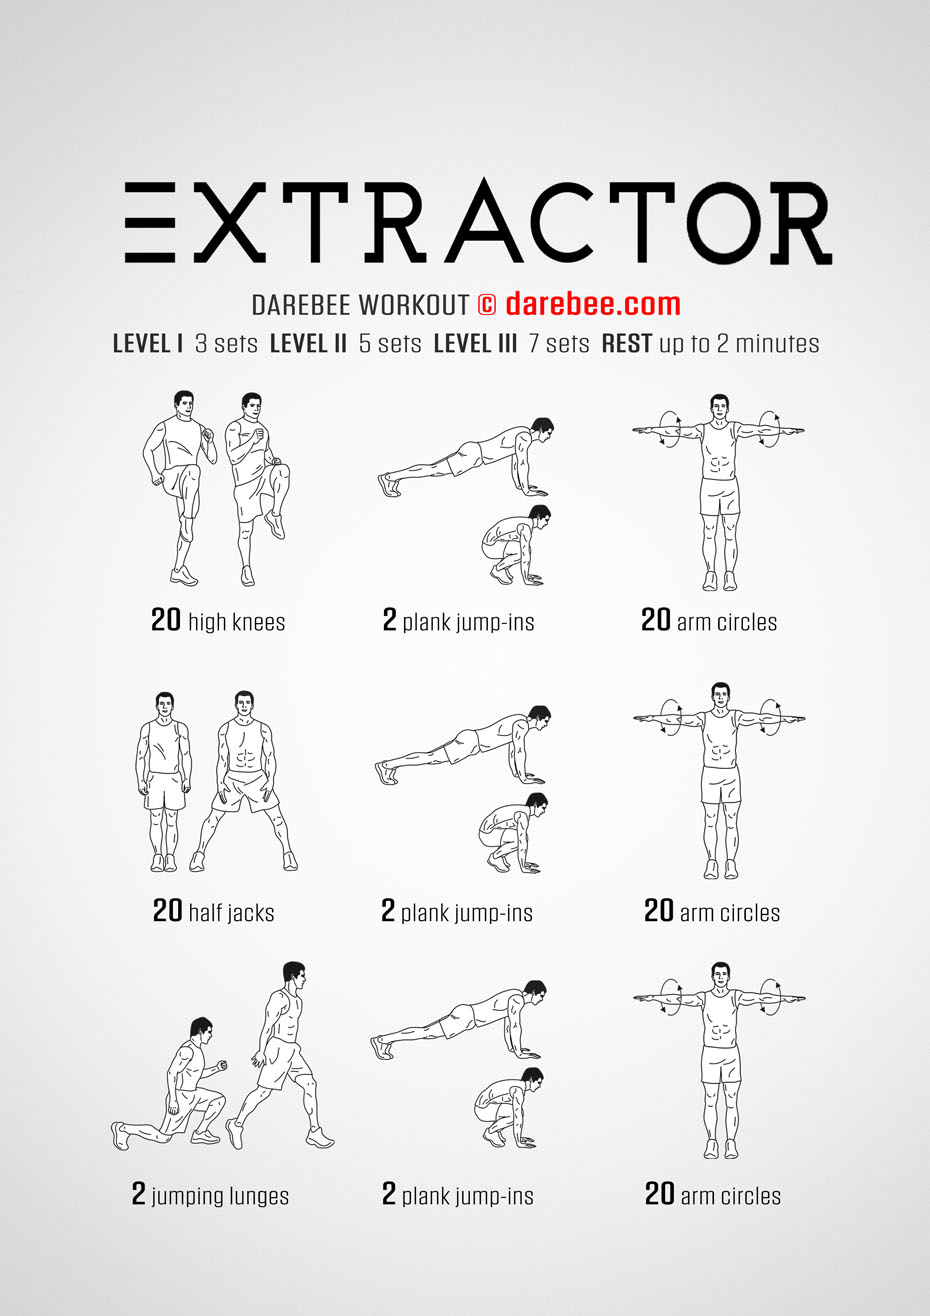 EXTRACTOR
DAREBEE WORKOUT © darebee.com
LEVEL I 3 sets LEVEL II 5 sets LEVEL III 7 sets REST up to 2 minutes
20 high knees
2 plank jump-ins
20 arm circles
20 half jacks
2 plank jump-ins
20 arm circles
2 jumping lunges
2 plank jump-ins
20 arm circles